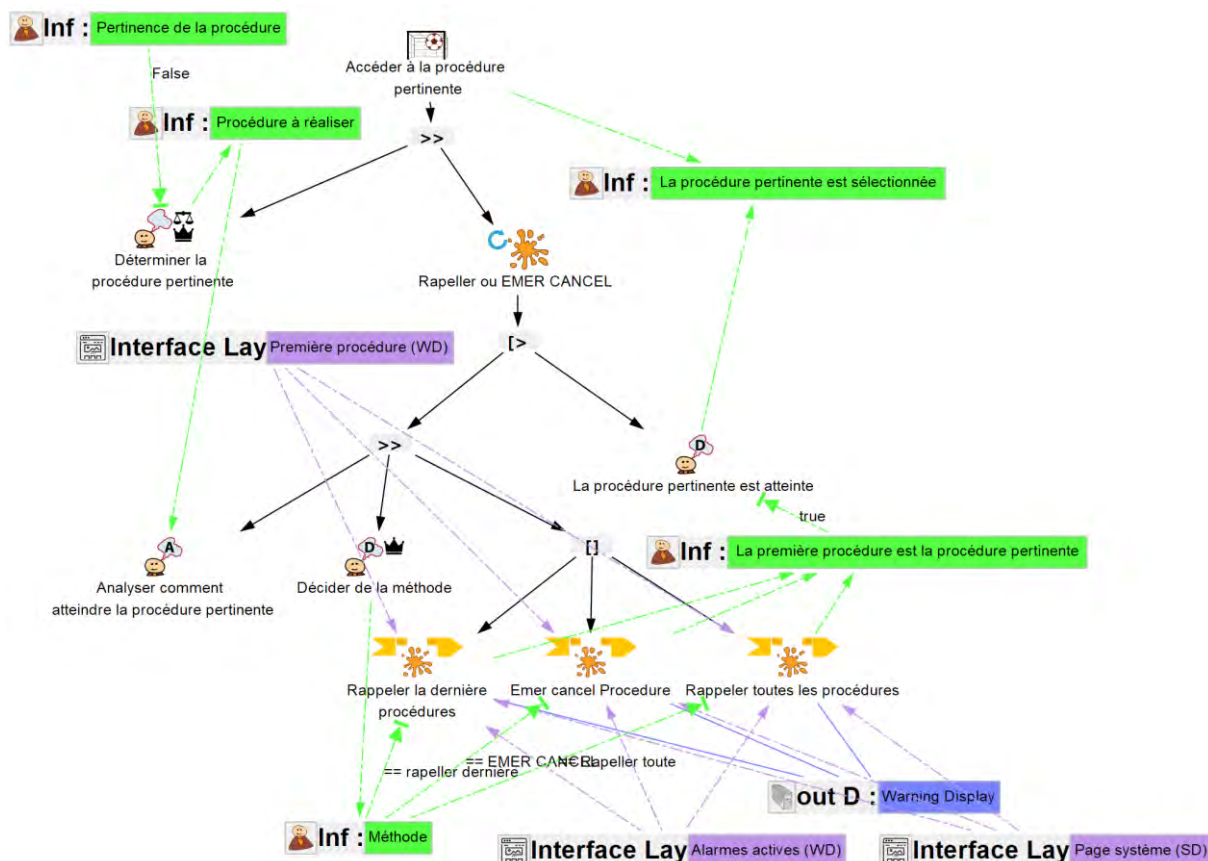 Inf : Pertinence de la procédure
Accéder à la procédure
pertinente
False
Inf : Procédure à réaliser
>>
Inf : La procédure pertinente est sélectionnée
Déterminer la
procédure pertinente
Rapeller ou EMER CANCEL
Interface Lay Première procédure (WD)
[>
>>
D
La procédure pertinente est atteinte
true
A
D
[]
Inf : La première procédure est la procédure pertinente
Analyser comment
atteindre la procédure pertinente
Décider de la méthode
Rappeler la dernière
procédures
Emer cancel Procedure
Rappeler toutes les procédures
== rapeller dernière
== EMER CANCEL
== Rapeller toute
out D : Warning Display
Inf : Méthode
Interface Lay Alarmes actives (WD)
Interface Lay Page système (SD)